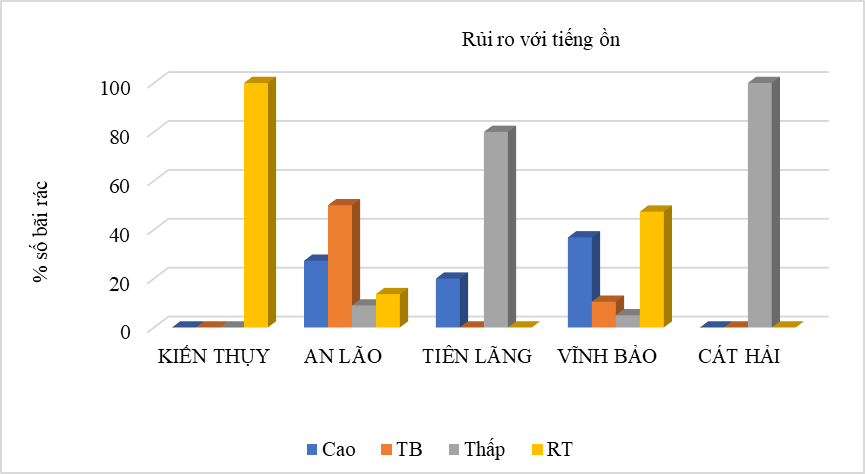 Rủi ro với tiếng ồn
% số bãi rác
100
80
60
40
20
0
KIẾN THỤY AN LÃO TIÊN LÃNG VĨNH BẢO CÁT HẢI
Cao TB Thấp RT